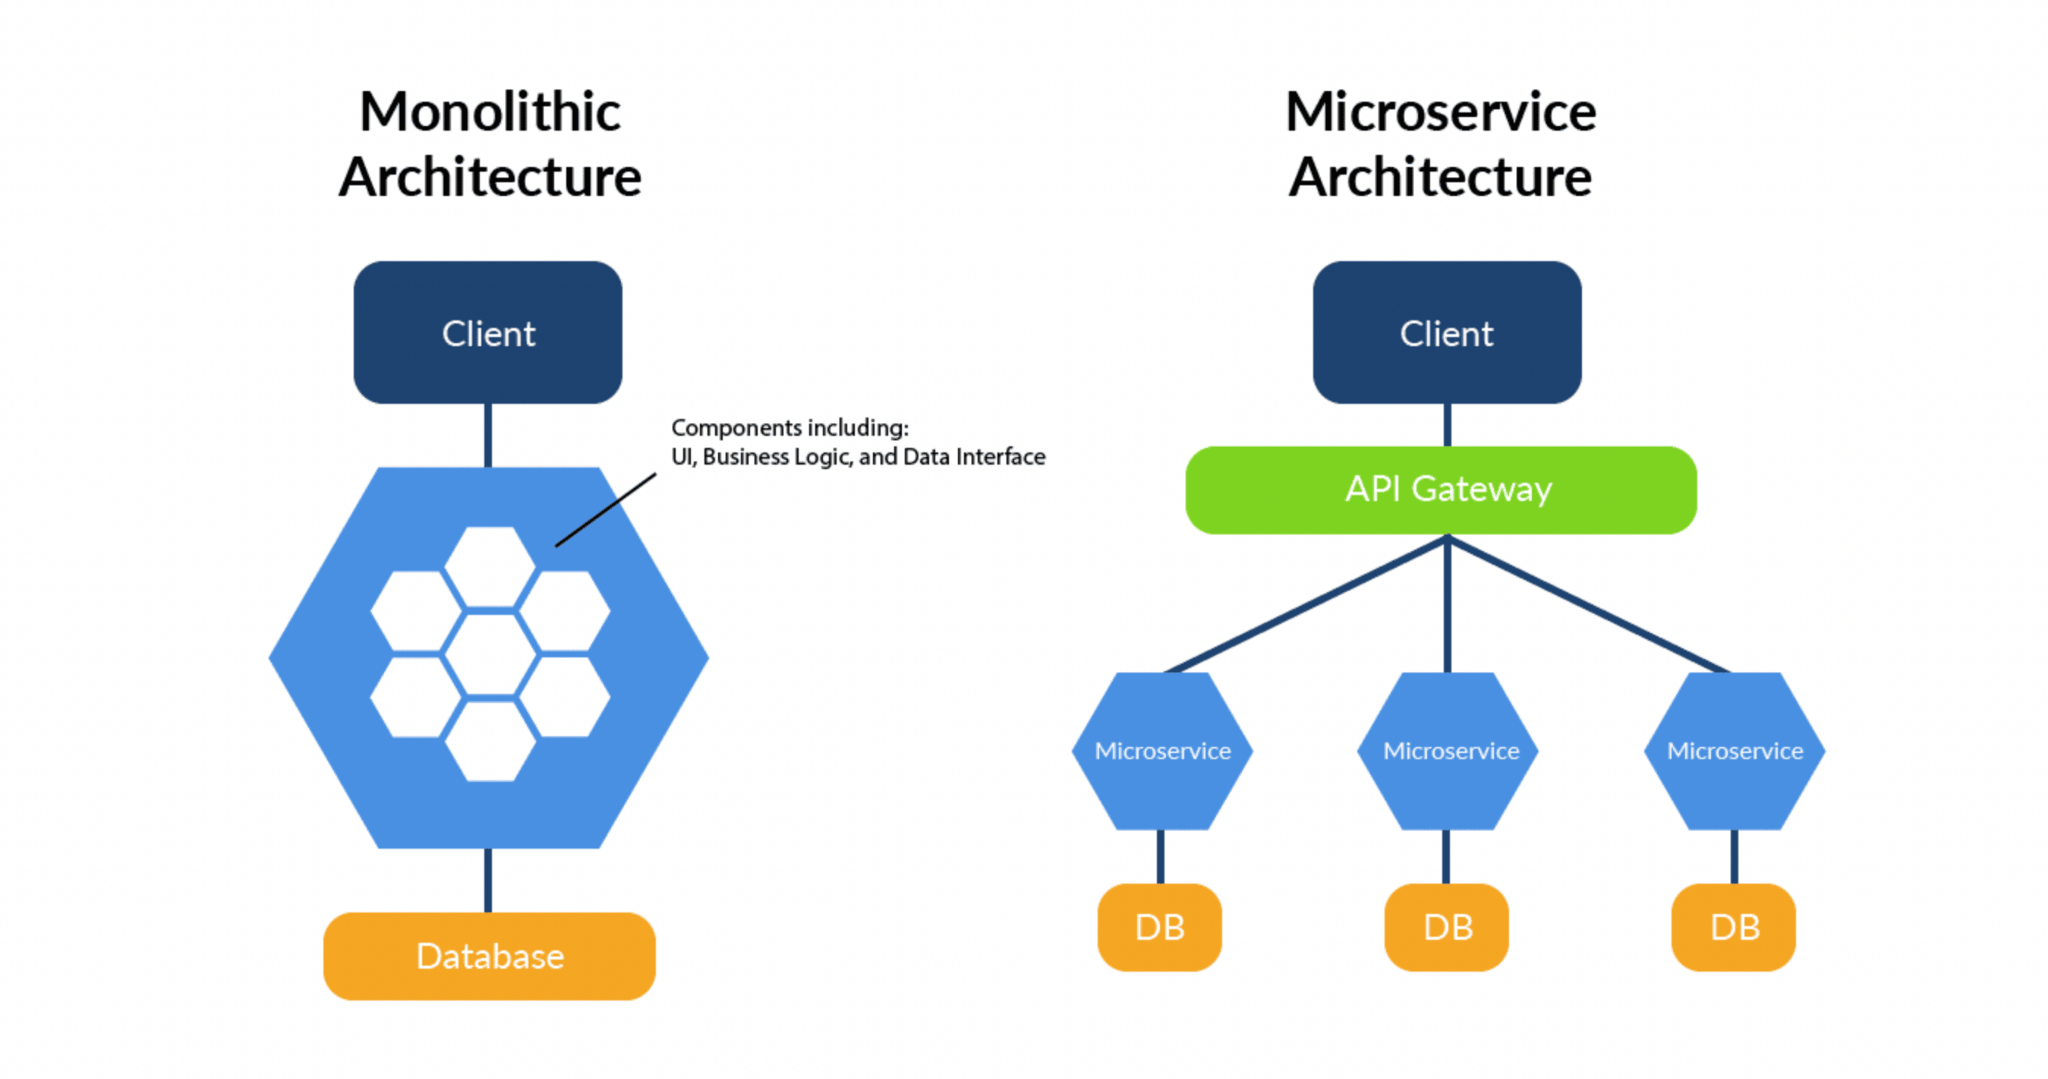 Monolithic
Architecture
Client
Components including:
UI, Business Logic, and Data Interface
Database
Microservice
Architecture
Client
API Gateway
Microservice
Microservice
Microservice
DB
DB
DB